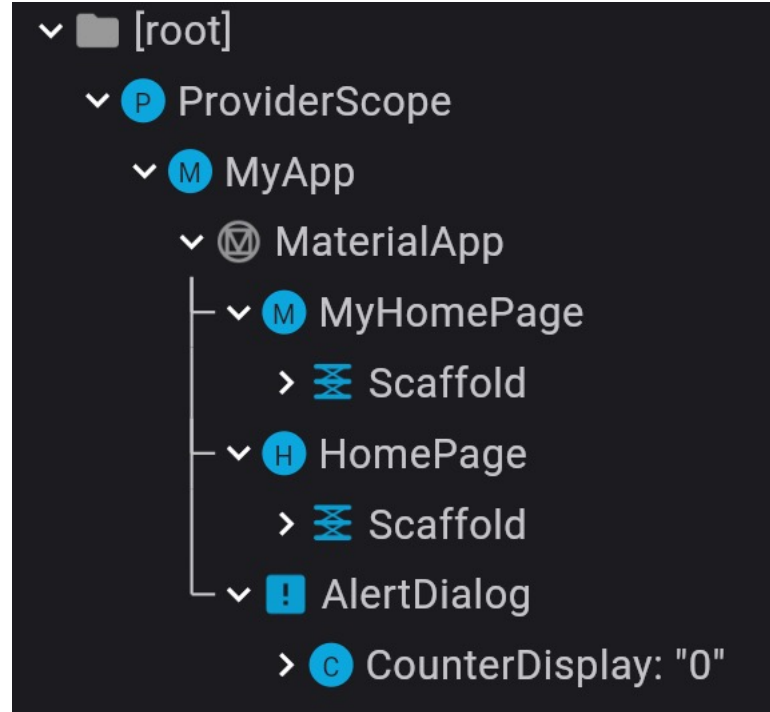 [root]
P ProviderScope
M MyApp
M MaterialApp
M MyHomePage
Scaffold
H HomePage
Scaffold
! AlertDialog
C CounterDisplay: "0"